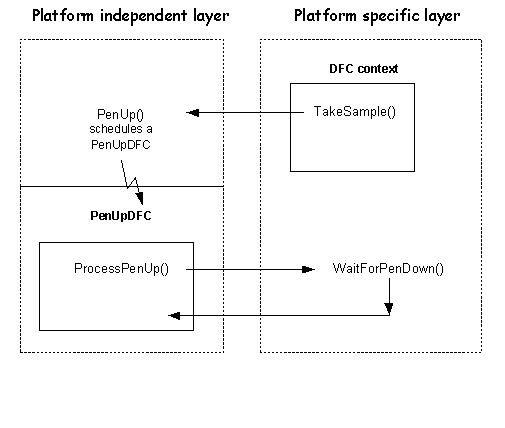 Platform independent layer
Platform specific layer
DFC context
TakeSample()
PenUp()
schedules a
PenUpDFC
PenUpDFC
ProcessPenUp()
WaitForPenDown()